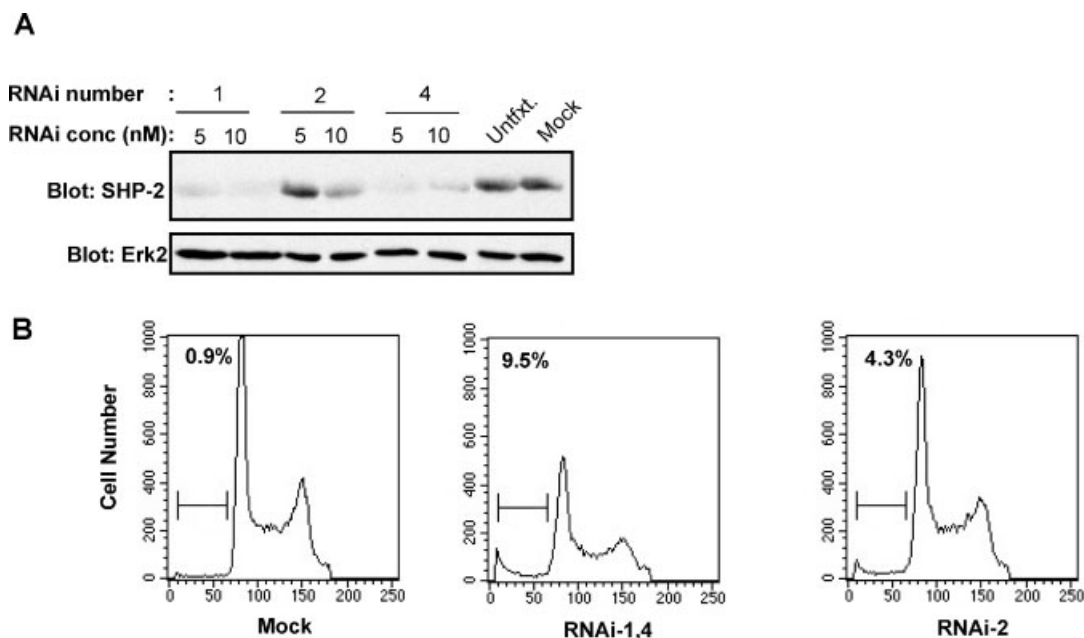 A
RNAi number : 1 2 4 Untfxt. Mock
RNAi conc (nM): 5 10 5 10 5 10
Blot: SHP-2
Blot: Erk2
B
Cell Number
0 200 400 600 800 1000
0.9%
0 50 100 150 200 250
Mock
0 200 400 600 800 1000
9.5%
0 50 100 150 200 250
RNAi-1,4
0 200 400 600 800 1000
4.3%
0 50 100 150 200 250
RNAi-2